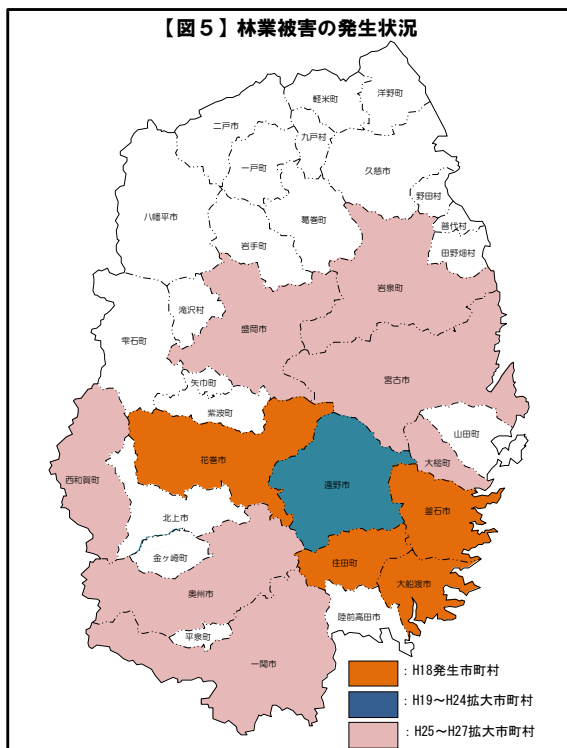 【図５】林業被害の発生状況
洋野町
軽米町
二戸市
九戸村
一戸町
久慈市
野田村
八幡平市
葛巻町
普代村
岩手町
田野畑村
岩泉町
滝沢村
盛岡市
雫石町
宮古市
矢巾町
紫波町
山田町
花巻市
大槌町
西和賀町
遠野市
釜石市
北上市
金ヶ崎町
住田町
大船渡市
奥州市
陸前高田市
平泉町
一関市
：H18発生市町村
：H19～H24拡大市町村
：H25～H27拡大市町村